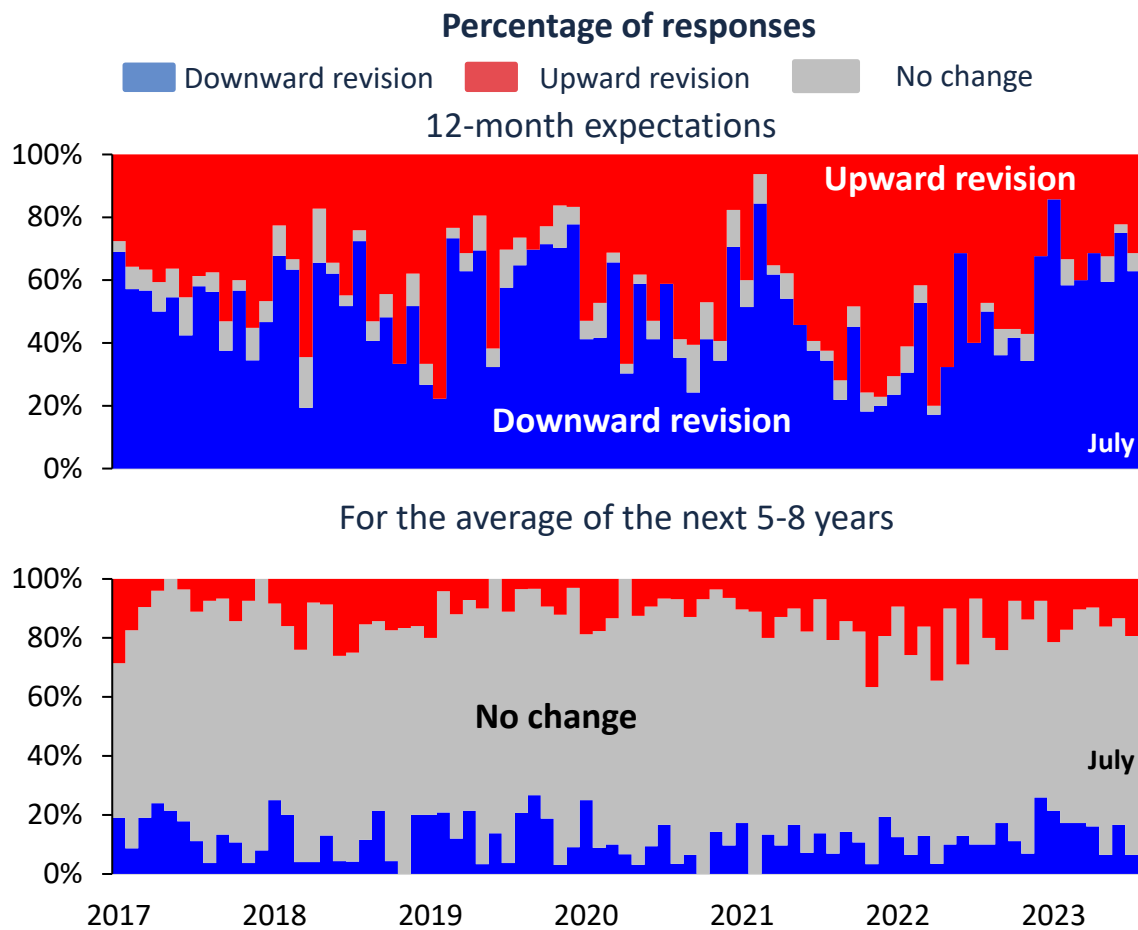 Percentage of responses
Downward revision Upward revision No change
12-month expectations
100%
80%
60%
40%
20%
0%
Upward revision
Downward revision
July
For the average of the next 5-8 years
100%
80%
60%
40%
20%
0%
No change
July
2017 2018 2019 2020 2021 2022 2023